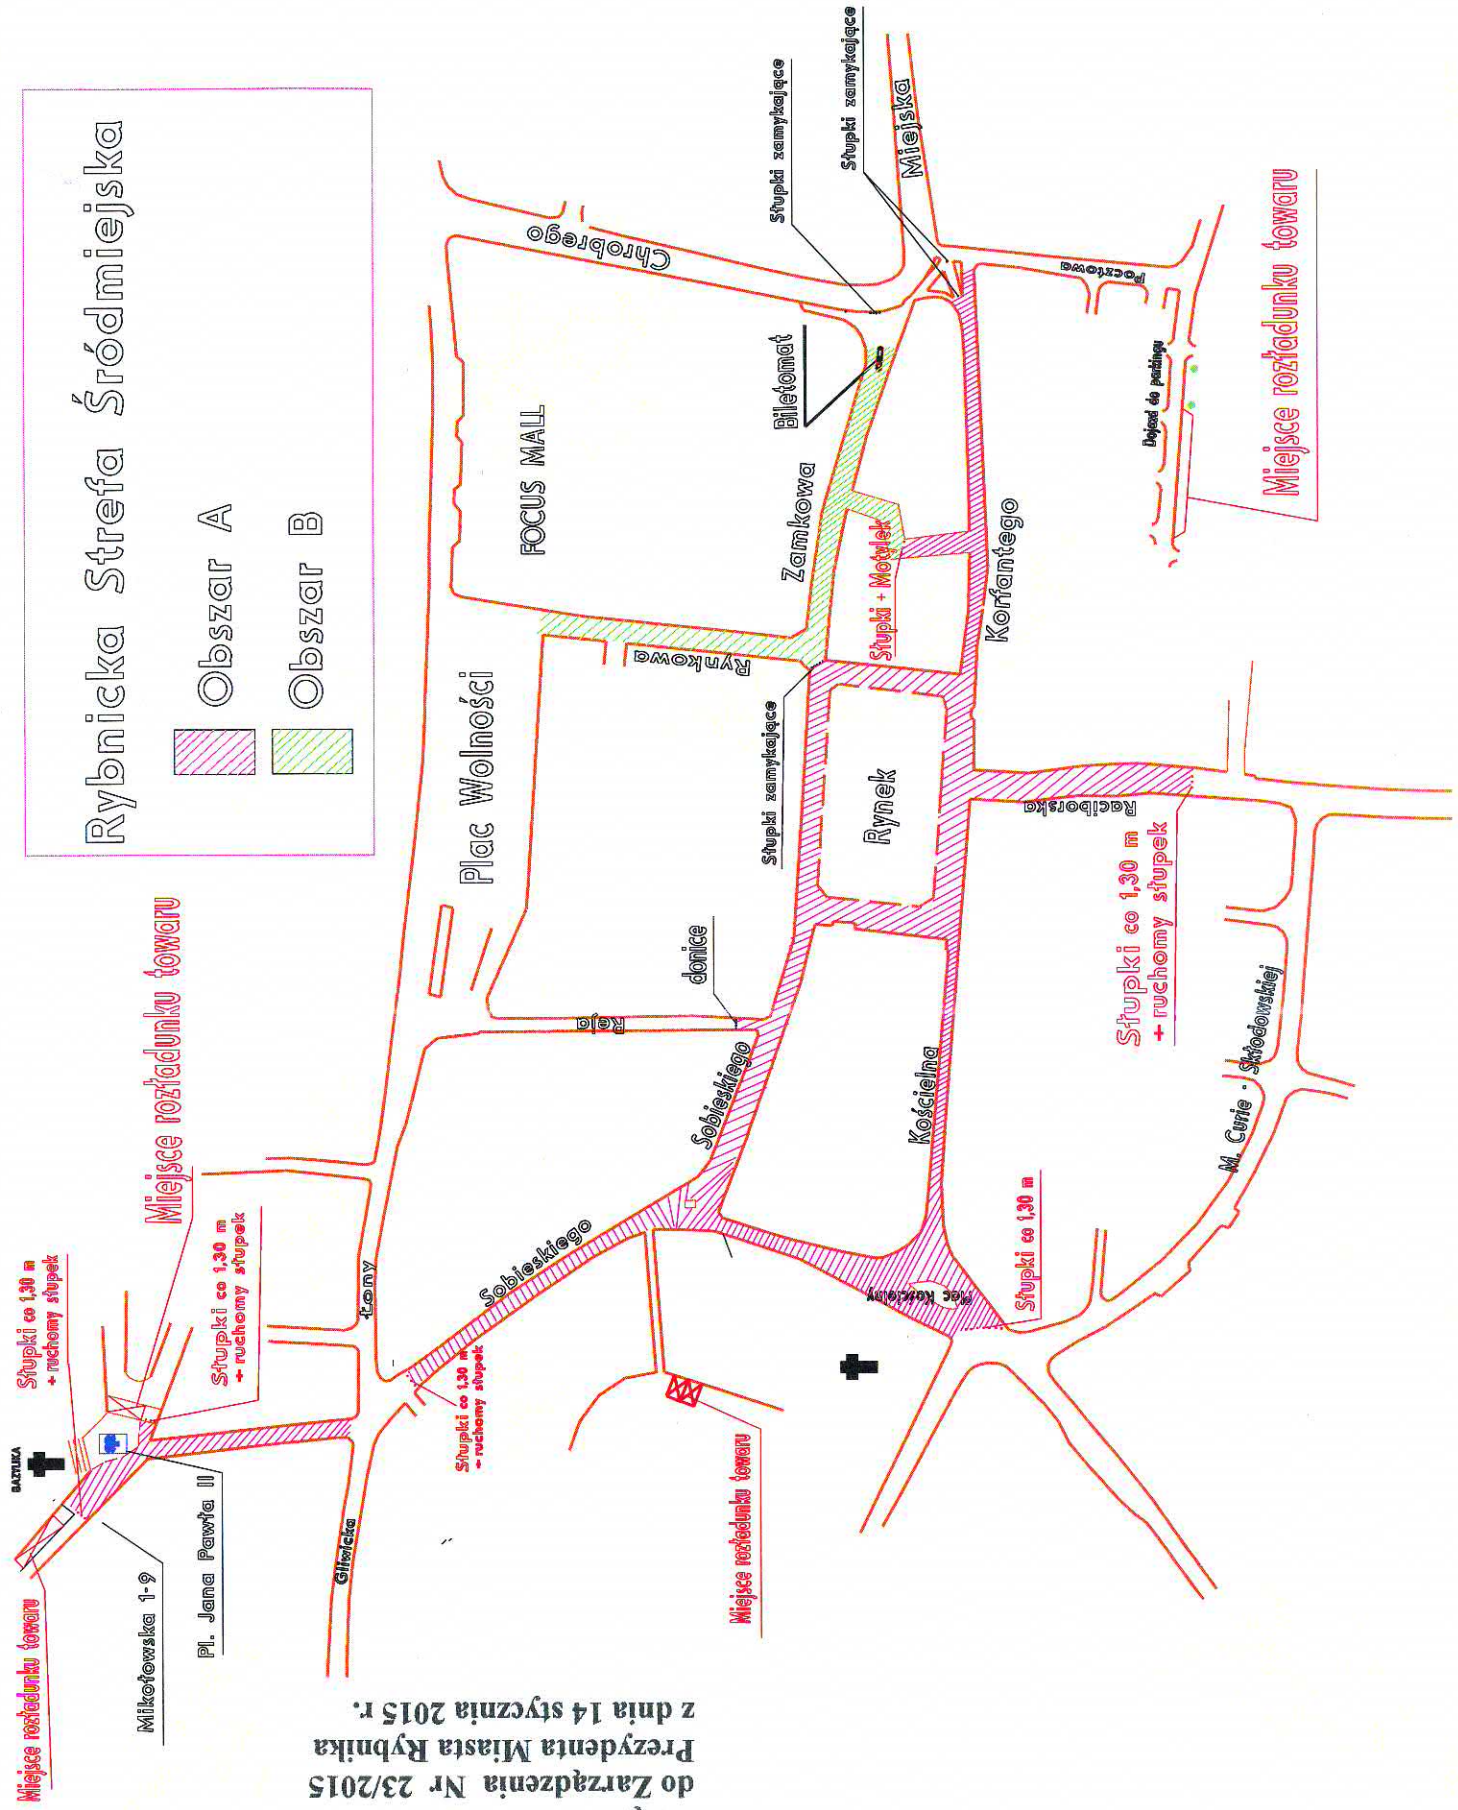 Rybnicka Strefa Śródmiejska
Obszar A
Obszar B
do Zarządzenia Nr 23/2015
Prezydenta Miasta Rybnika
z dnia 14 stycznia 2015 r.
Miejsce rozładunku towaru
Mikołowska 1-9
Pl. Jana Pawła II
BAZYLIKA
Słupki co 1,30 m
+ ruchomy słupek
Miejsce rozładunku towaru
Słupki co 1,30 m
+ ruchomy słupek
Gliwicka
Łony
Słupki co 1,30 m
+ ruchomy słupek
Sobieskiego
Miejsce rozładunku towaru
Plac Wolności
FOCUS MALL
Chrobrego
Reja
donice
Sobieskiego
Rynkowa
Słupki zamykające
Zamkowa
Biletomat
Słupki zamykające
Słupki zamykające
Miejska
Słupki + Motylek
Rynek
Korfantego
Kościelna
Plac Kościelny
Słupki co 1,30 m
Raciborska
Słupki co 1,30 m
+ ruchomy słupek
Pocztowa
Dojazd do parkingu
Miejsce rozładunku towaru
M. Curie - Skłodowskiej